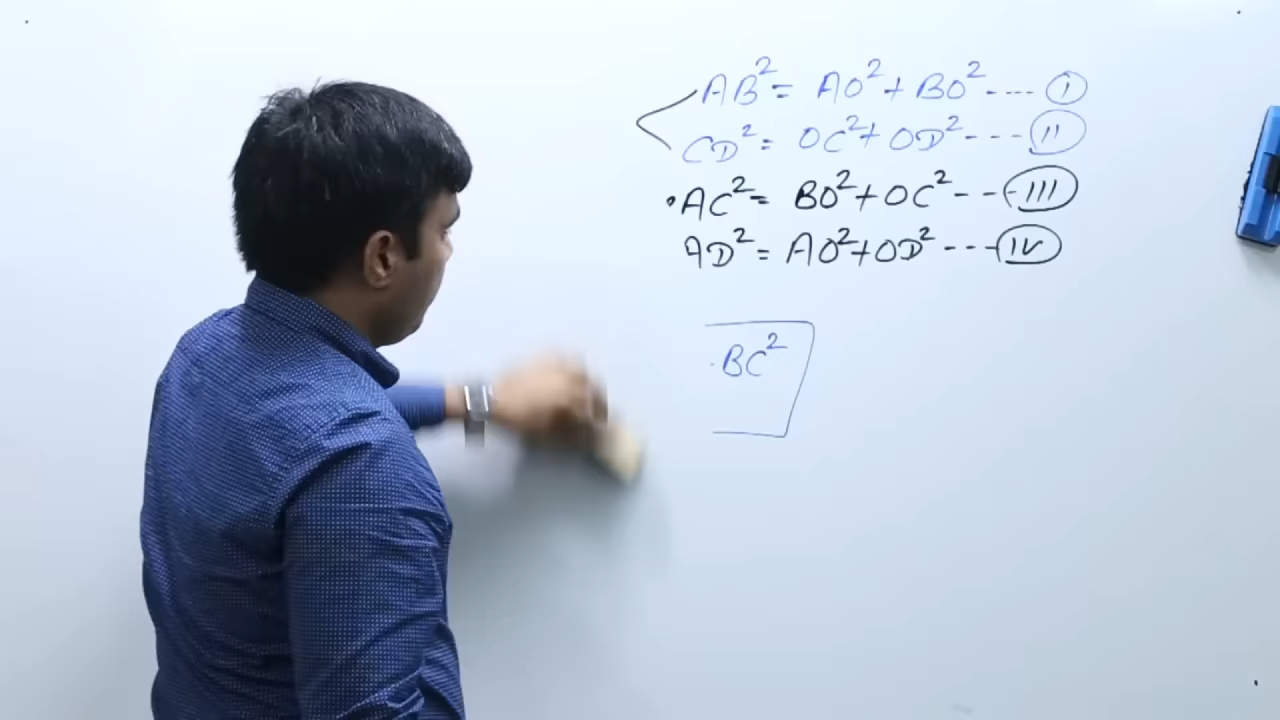 AB² = AO² + BO² ---- (i)
CD² = OC² + OD² --- (ii)
AC² = BO² + OC² --- (iii)
AD² = AO² + OD² --- (iv)
BC²